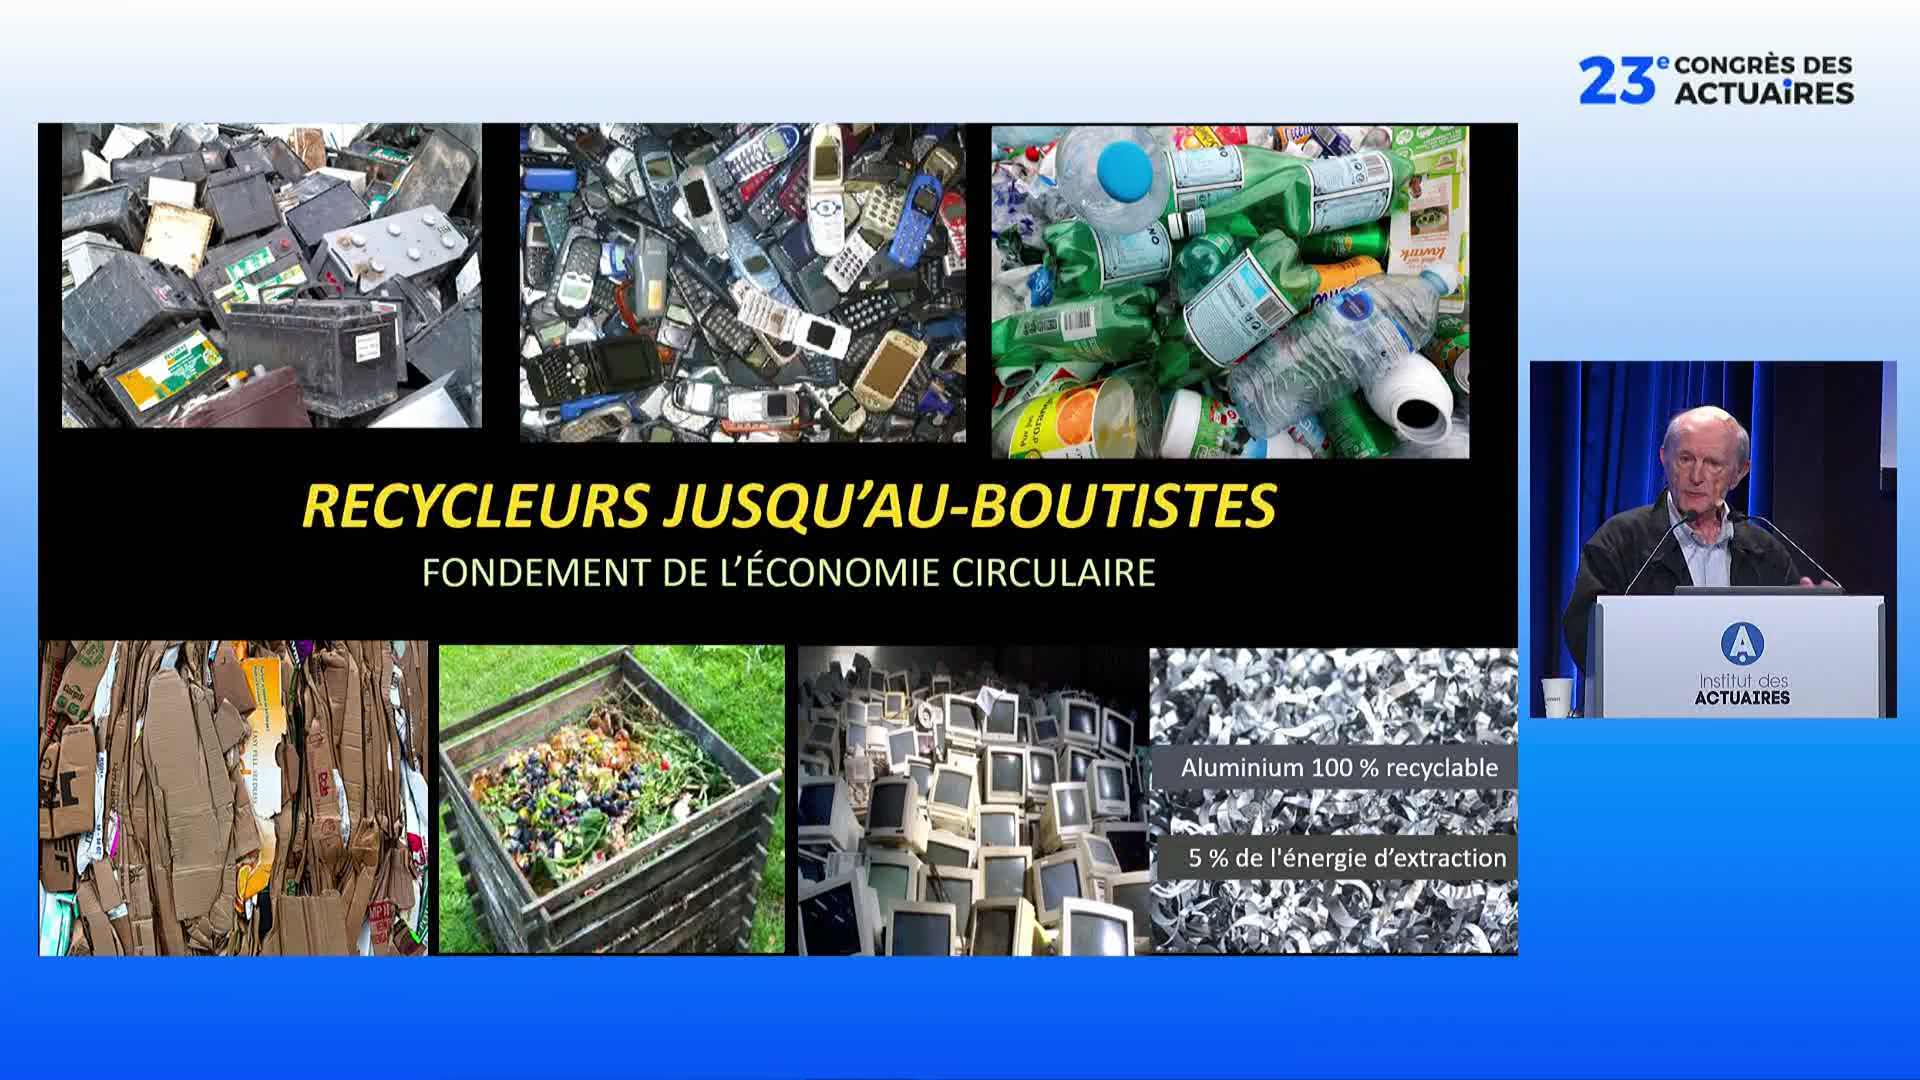 23e CONGRÈS DES
ACTUAiRES
RECYCLEURS JUSQU’AU-BOUTISTES
FONDEMENT DE L’ÉCONOMIE CIRCULAIRE
Aluminium 100 % recyclable
5 % de l'énergie d’extraction
Institut des
ACTUAIRES